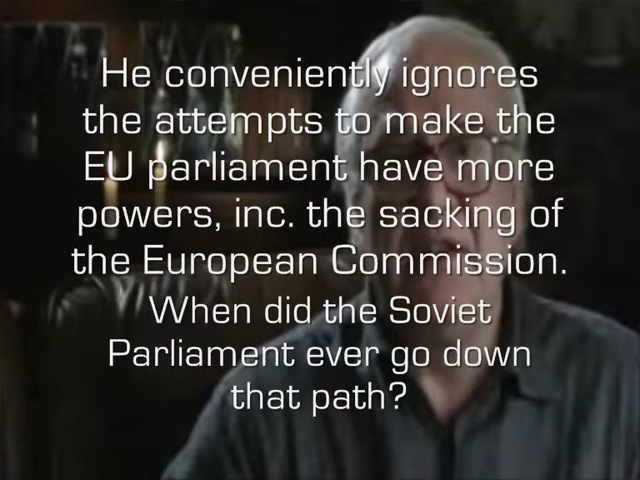 He conveniently ignores
the attempts to make the
EU parliament have more
powers, inc. the sacking of
the European Commission.
When did the Soviet
Parliament ever go down
that path?